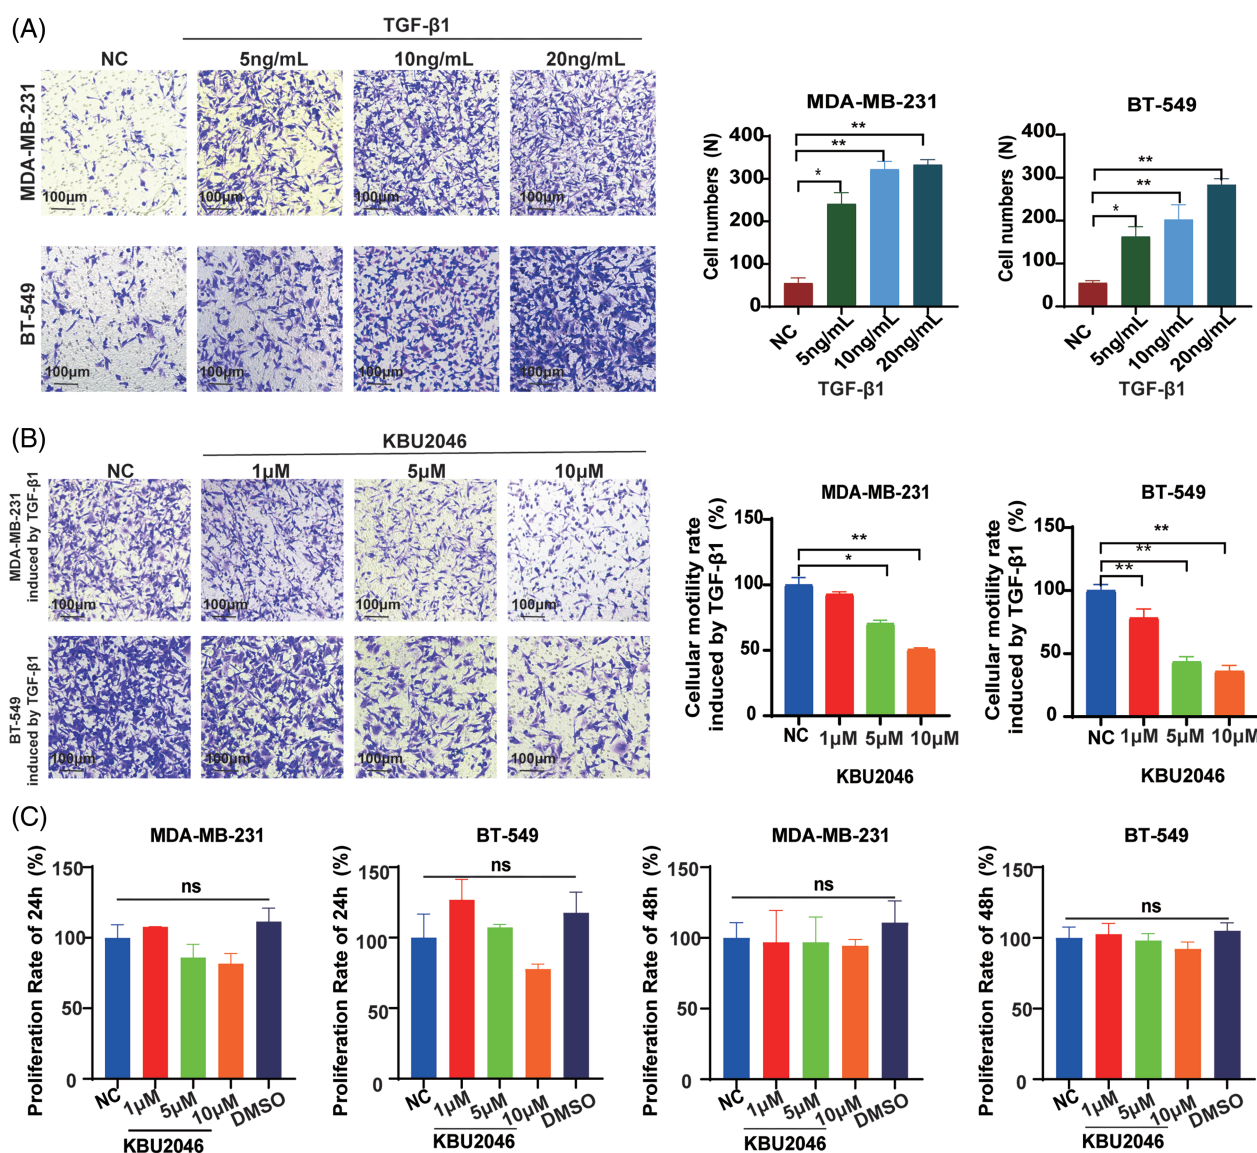 (A)
TGF-β1
NC 5ng/mL 10ng/mL 20ng/mL
MDA-MB-231
100μm 100μm 100μm 100μm
BT-549
100μm 100μm 100μm 100μm
MDA-MB-231
Cell numbers (N)
400
300
200
100
0
* ** **
NC 5ng/mL 10ng/mL 20ng/mL
TGF-β1
BT-549
Cell numbers (N)
400
300
200
100
0
* ** **
NC 5ng/mL 10ng/mL 20ng/mL
TGF-β1
(B)
KBU2046
NC 1μM 5μM 10μM
MDA-MB-231
induced by TGF-β1
100μm 100μm 100μm 100μm
BT-549
induced by TGF-β1
100μm 100μm 100μm 100μm
MDA-MB-231
Cellular motility rate
induced by TGF-β1 (%)
150
100
50
0
**
*
NC 1μM 5μM 10μM
KBU2046
BT-549
Cellular motility rate
induced by TGF-β1 (%)
150
100
50
0
**
**
**
NC 1μM 5μM 10μM
KBU2046
(C)
MDA-MB-231
Proliferation Rate of 24h (%)
150
100
50
0
ns
NC 1μM 5μM 10μM DMSO
KBU2046
BT-549
Proliferation Rate of 24h (%)
150
100
50
0
ns
NC 1μM 5μM 10μM DMSO
KBU2046
MDA-MB-231
Proliferation Rate of 48h (%)
150
100
50
0
ns
NC 1μM 5μM 10μM DMSO
KBU2046
BT-549
Proliferation Rate of 48h (%)
150
100
50
0
ns
NC 1μM 5μM 10μM DMSO
KBU2046